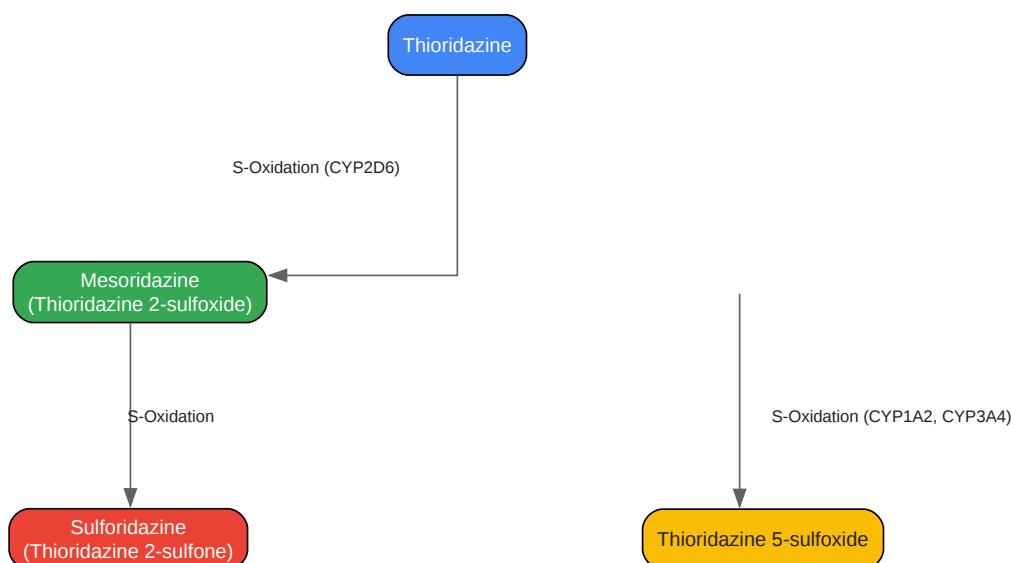 Thioridazine
S-Oxidation (CYP2D6)
Mesoridazine
(Thioridazine 2-sulfoxide)
S-Oxidation
S-Oxidation (CYP1A2, CYP3A4)
Sulforidazine
(Thioridazine 2-sulfone)
Thioridazine 5-sulfoxide